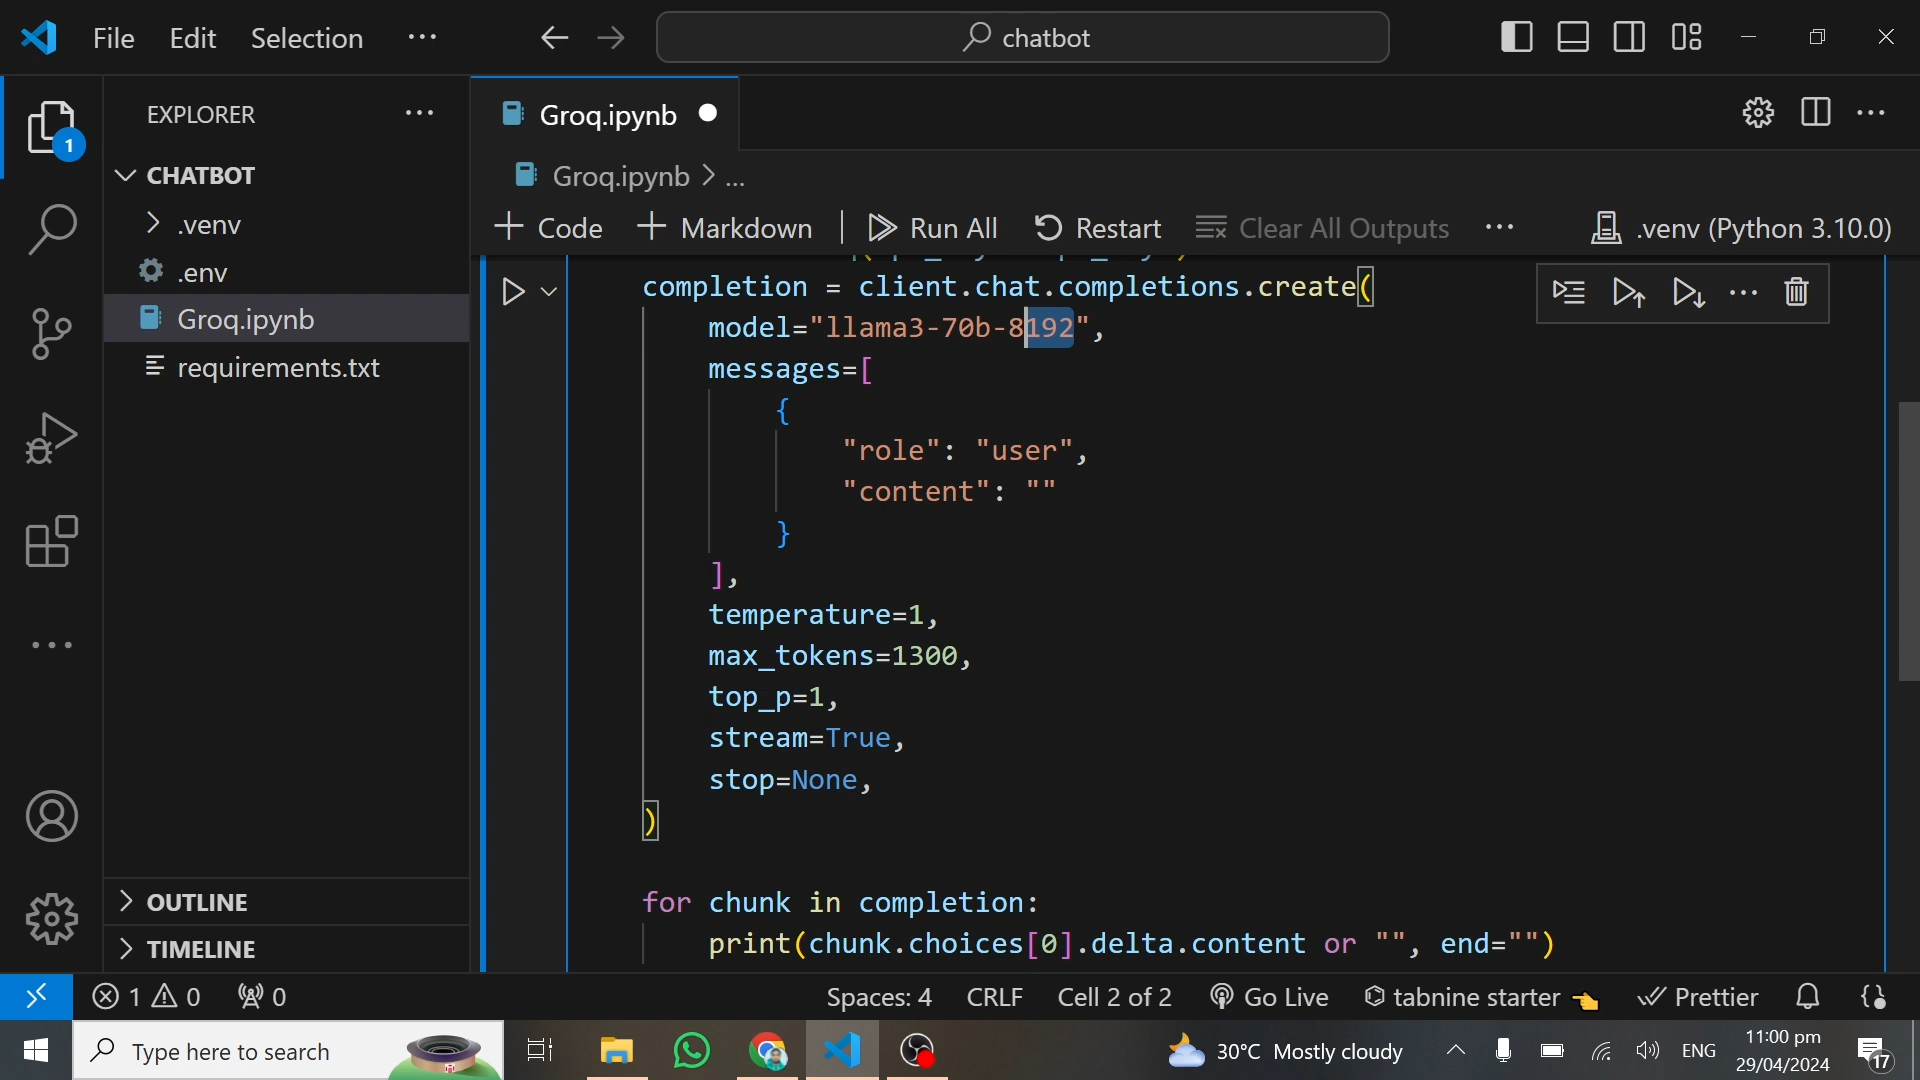 File Edit Selection ··· chatbot
EXPLORER ···
CHATBOT
.venv
.env
Groq.ipynb
requirements.txt
OUTLINE
TIMELINE
1
Groq.ipynb
Groq.ipynb > ...
+ Code + Markdown | Run All Restart Clear All Outputs ··· .venv (Python 3.10.0)
completion = client.chat.completions.create(
model="llama3-70b-8192",
messages=[
{
"role": "user",
"content": ""
}
],
temperature=1,
max_tokens=1300,
top_p=1,
stream=True,
stop=None,
)
for chunk in completion:
print(chunk.choices[0].delta.content or "", end="")
1 0 0 Spaces: 4 CRLF Cell 2 of 2 Go Live tabnine starter 👈 Prettier
Type here to search 30°C Mostly cloudy ENG 11:00 pm
29/04/2024
17